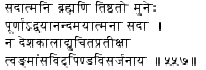 सदात्मनि ब्रह्मणि तिष्ठतो मुनेः
पूर्णाऽद्वयानन्दमयात्मना सदा ।
न देशकालाद्युचितप्रतीक्षा
त्वङ्मांसविट्पिण्डविसर्जनाय ॥ ५५७॥